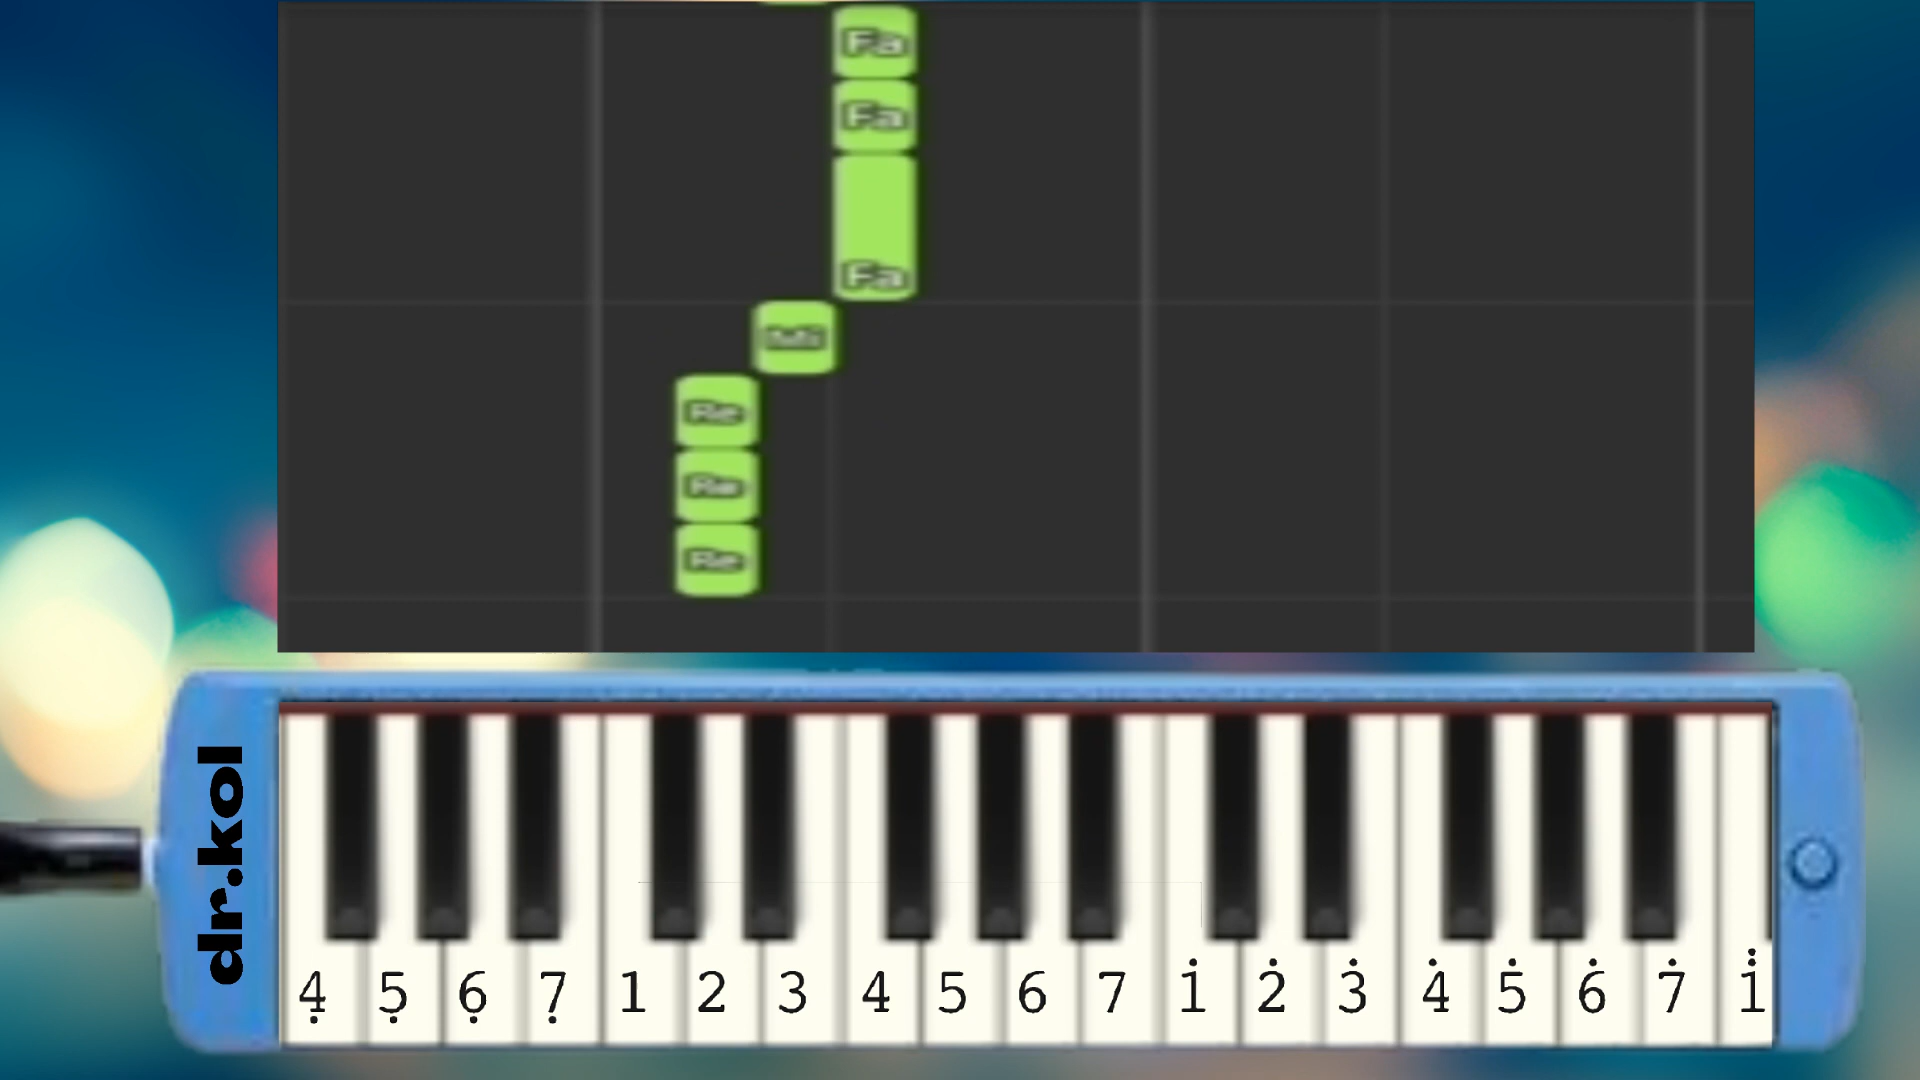 Fa
Fa
Fa
Mi
Re
Re
Re
dr.kol
4̣ 5̣ 6̣ 7̣ 1 2 3 4 5 6 7 1̇ 2̇ 3̇ 4̇ 5̇ 6̇ 7̇ 1̈